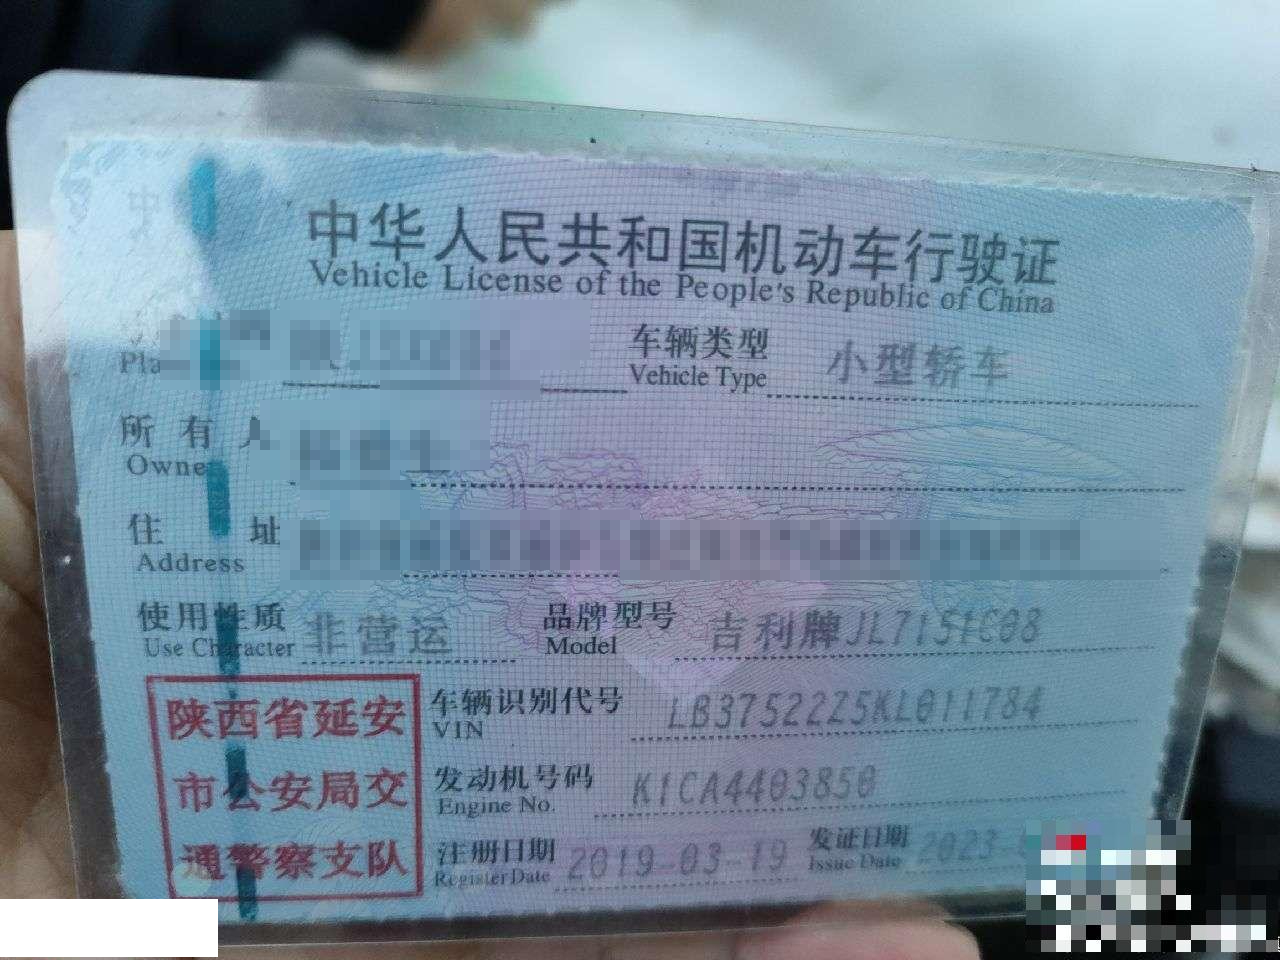 中华人民共和国机动车行驶证
Vehicle License of the People's Republic of China
车辆类型 小型轿车
Vehicle Type
所有人
Owner
住址
Address
使用性质 非营运 品牌型号 吉利牌JL7151C08
Use Character Model
陕西省延安
市公安局交
通警察支队
车辆识别代号 LB37522Z5KL011784
VIN
发动机号码 K1CA4403850
Engine No.
注册日期 2019-03-19 发证日期 2023-
Register Date Issue Date